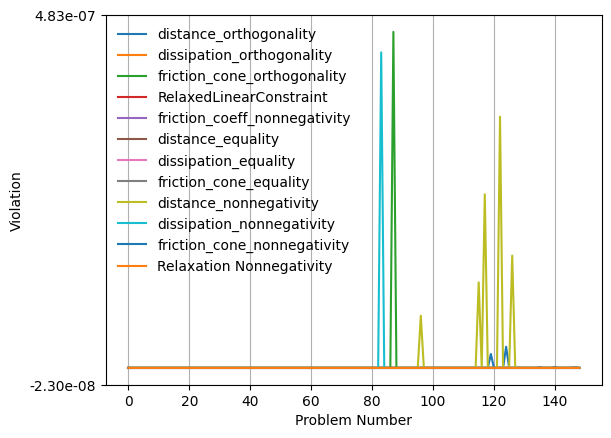 4.83e-07
distance_orthogonality
dissipation_orthogonality
friction_cone_orthogonality
RelaxedLinearConstraint
friction_coeff_nonnegativity
distance_equality
dissipation_equality
friction_cone_equality
distance_nonnegativity
dissipation_nonnegativity
friction_cone_nonnegativity
Relaxation Nonnegativity
Violation
-2.30e-08
0 20 40 60 80 100 120 140
Problem Number